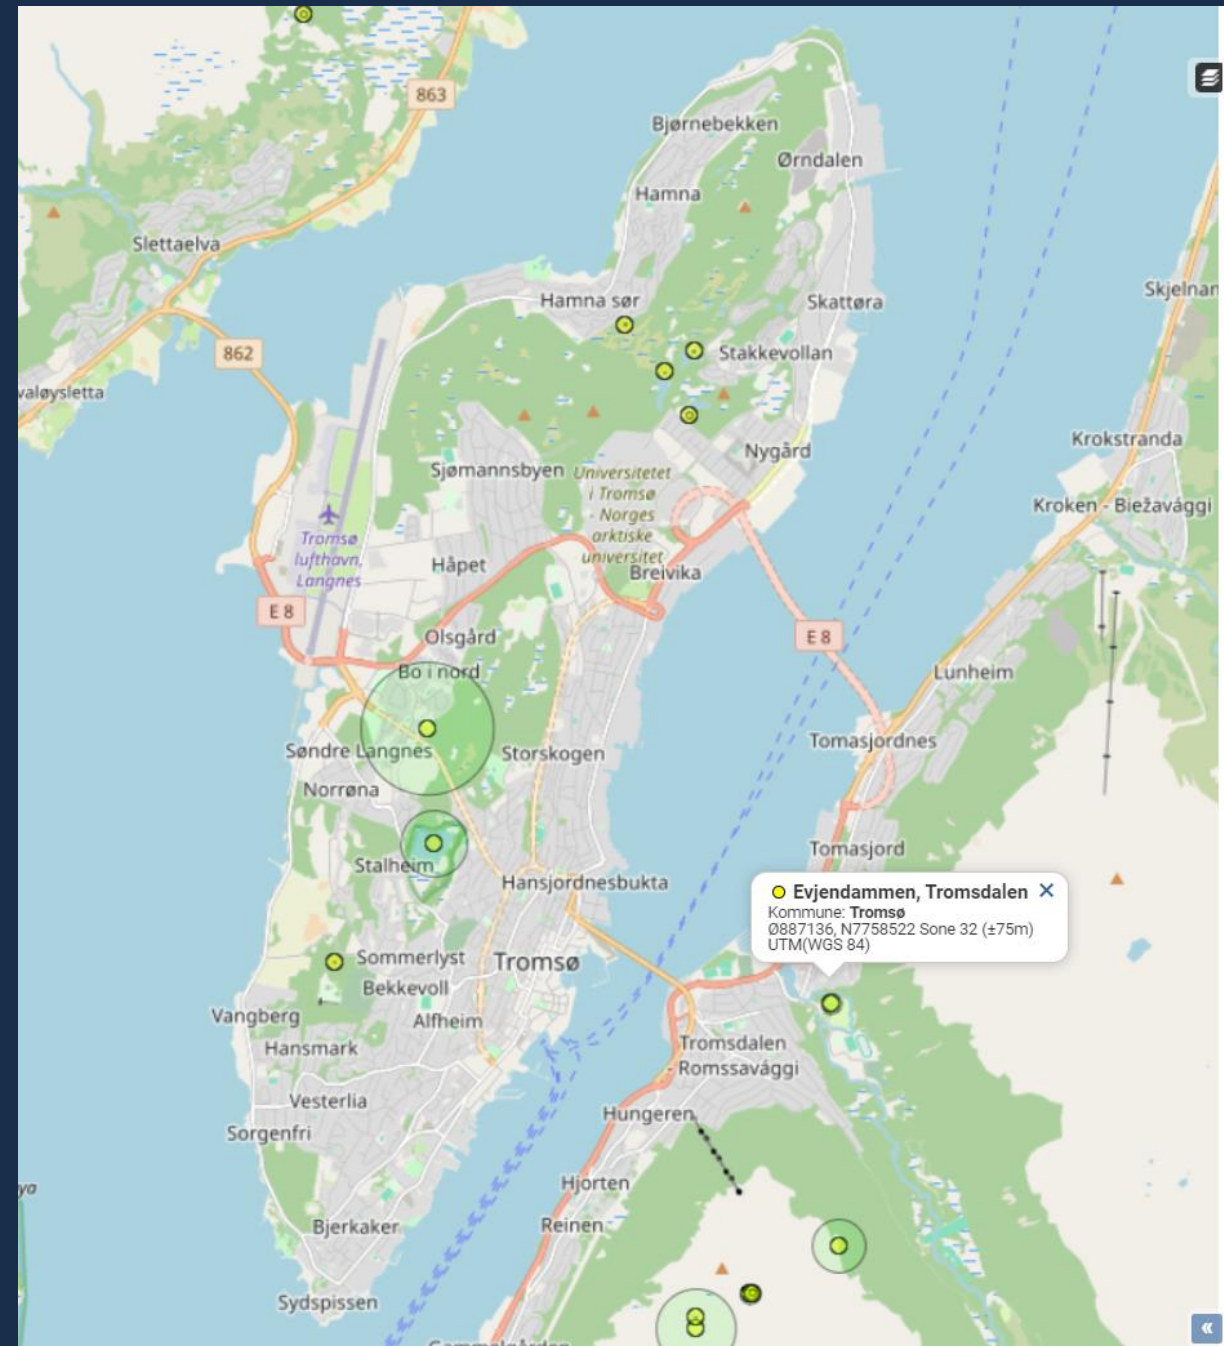 863
Bjørnebekken
Ørndalen
Hamna
Slettaelva
Hamna sør
Skattøra
Skjelnan
862
Stakkevollan
valøysletta
Krokstranda
Nygård
Sjømannsbyen
Universitetet
i Tromsø
- Norges
arktiske
universitet
Kroken - Biežavággi
Tromsø
lufthavn,
Langnes
Håpet
Breivika
E 8
Olsgård
E 8
Bo i nord
Lunheim
Søndre Langnes
Storskogen
Tomasjordnes
Norrøna
Stalheim
Tomasjord
Hansjordnesbukta
Evjendammen, Tromsdalen ✕
Kommune: Tromsø
Ø887136, N7758522 Sone 32 (±75m)
UTM(WGS 84)
Sommerlyst
Tromsø
Bekkevoll
Vangberg
Alfheim
Hansmark
Tromsdalen
- Romssavággi
Vesterlia
Hungeren
Sorgenfri
ya
Hjorten
Bjerkaker
Reinen
Sydspissen
«